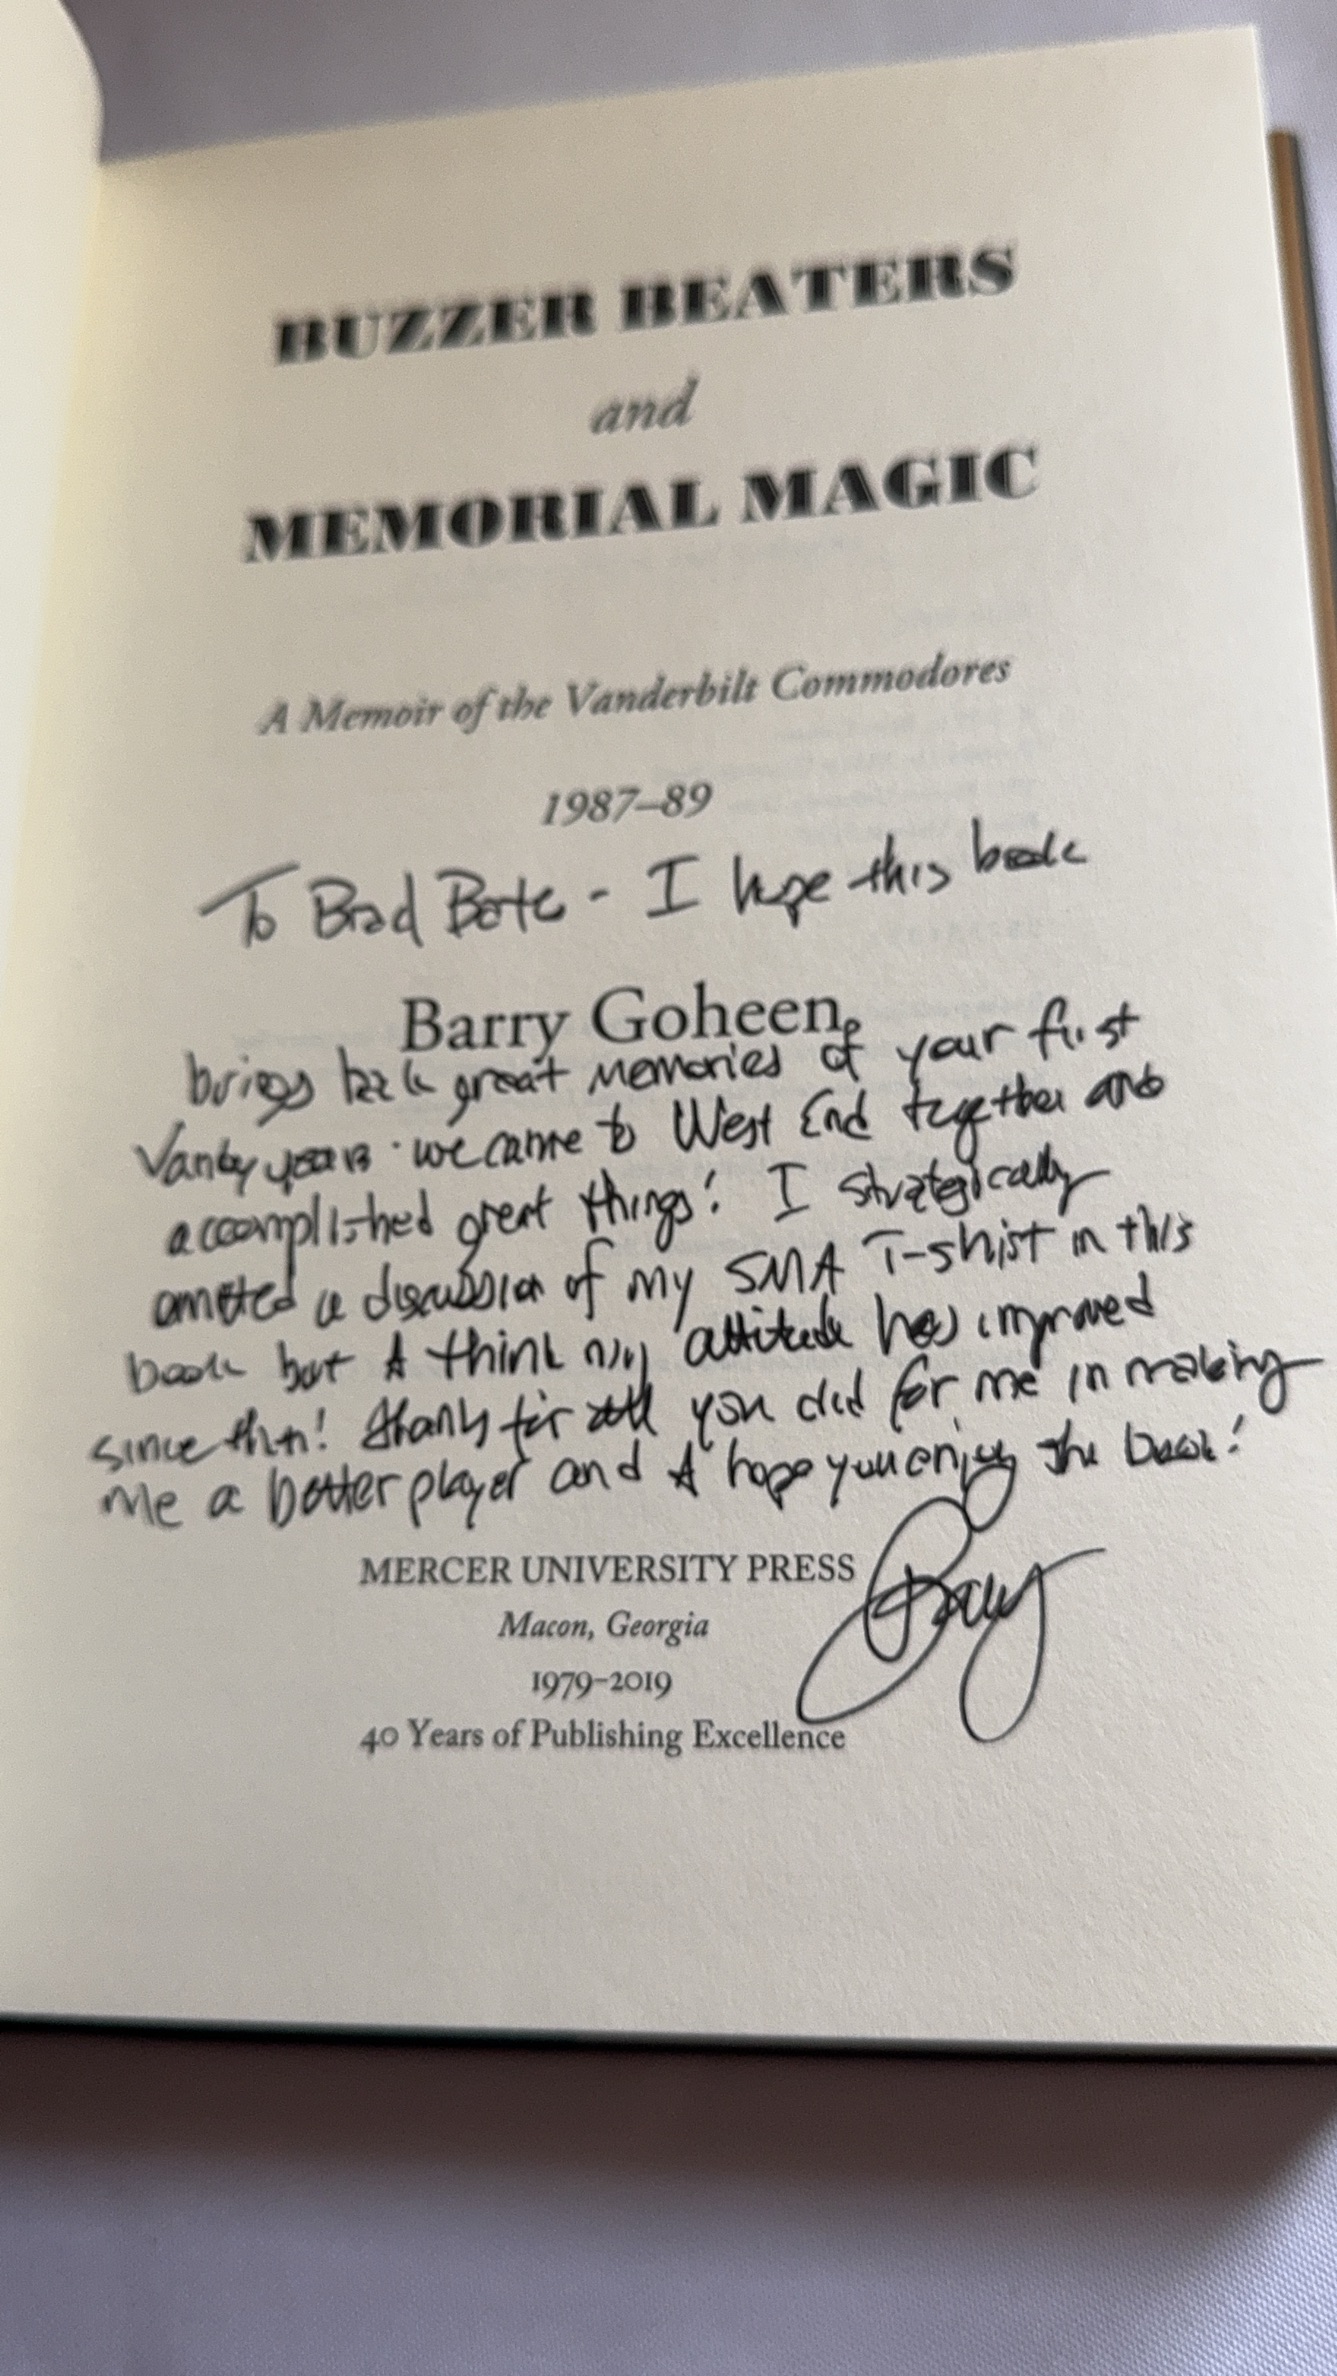 BUZZER BEATERS
and
MEMORIAL MAGIC
A Memoir of the Vanderbilt Commodores
1987–89
To Brad Bate - I hope this book
Barry Goheen
brings back great memories of your first
Vandy years. we came to West End together and
accomplished great things! I strategically
omitted a discussion of my SMA T-shirt in this
book but I think my attitude has improved
since then! Thanks for all you did for me in making
me a better player and I hope you enjoy the book!
Barry
MERCER UNIVERSITY PRESS
Macon, Georgia
1979–2019
40 Years of Publishing Excellence